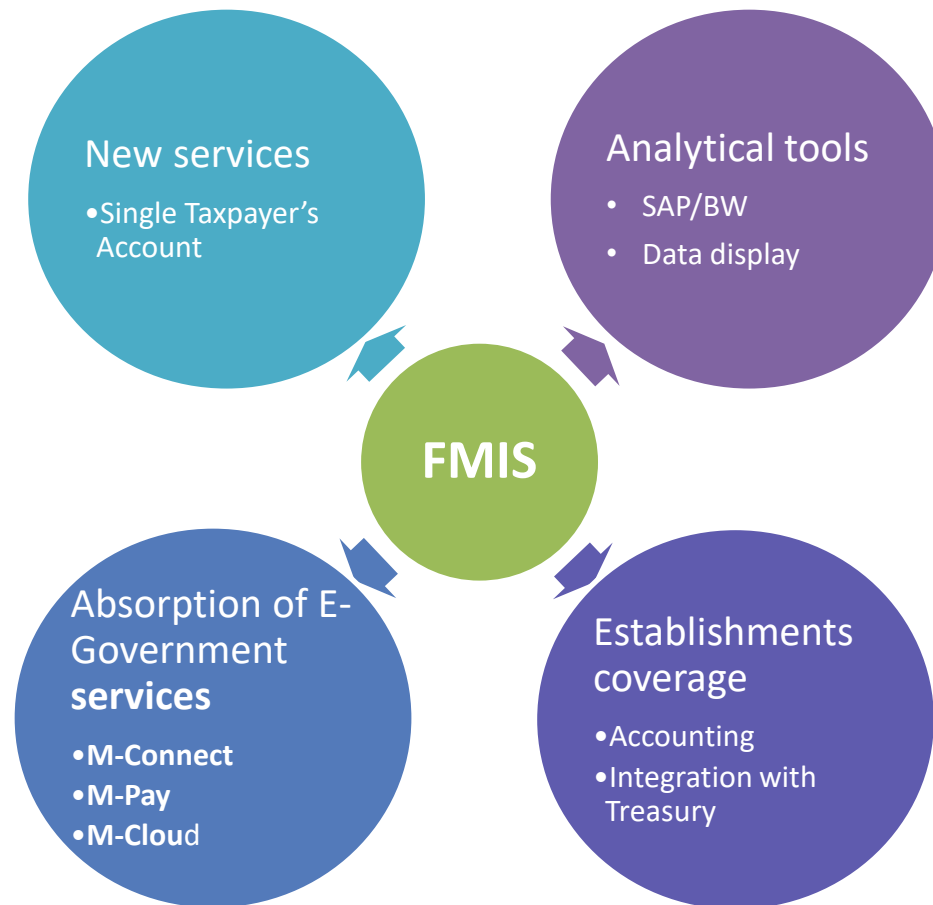 New services
•Single Taxpayer's
Account
Analytical tools
• SAP/BW
• Data display
FMIS
Absorption of E-
Government
services
•M-Connect
•M-Pay
•M-Cloud
Establishments
coverage
•Accounting
•Integration with
Treasury